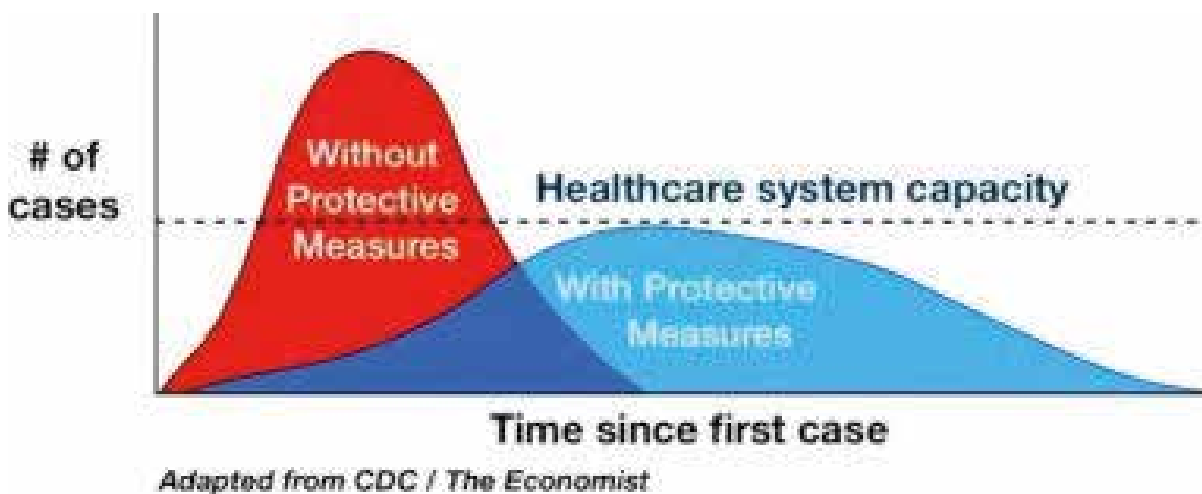 # of
cases
Without
Protective
Measures
Healthcare system capacity
With Protective
Measures
Time since first case
Adapted from CDC / The Economist